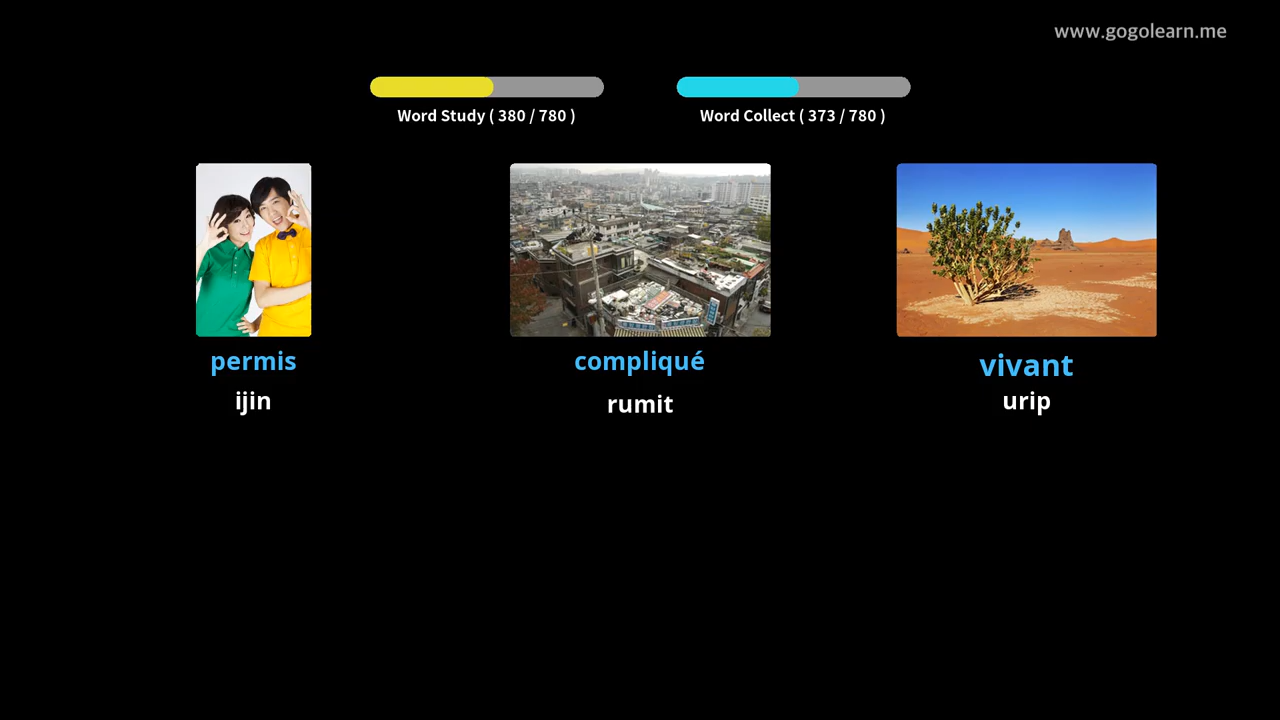 www.gogolearn.me
Word Study ( 380 / 780 )
Word Collect ( 373 / 780 )
permis
ijin
compliqué
rumit
vivant
urip